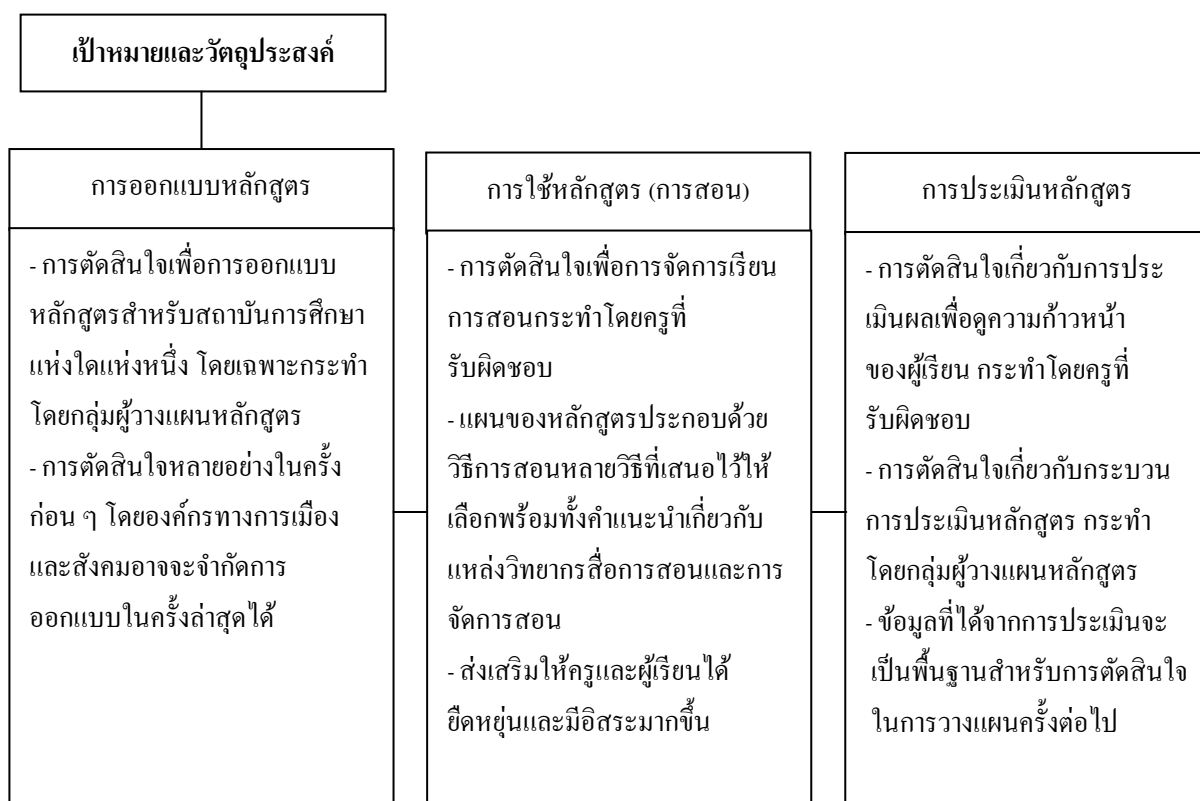 เป้าหมายและวัตถุประสงค์
การออกแบบหลักสูตร
- การตัดสินใจเพื่อการออกแบบ
หลักสูตรสำหรับสถาบันการศึกษา
แห่งใดแห่งหนึ่ง โดยเฉพาะกระทำ
โดยกลุ่มผู้วางแผนหลักสูตร
- การตัดสินใจหลายอย่างในครั้ง
ก่อน ๆ โดยองค์กรทางการเมือง
และสังคมอาจจะจำกัดการ
ออกแบบในครั้งล่าสุดได้
การใช้หลักสูตร (การสอน)
- การตัดสินใจเพื่อการจัดการเรียน
การสอนกระทำโดยครูที่
รับผิดชอบ
- แผนของหลักสูตรประกอบด้วย
วิธีการสอนหลายวิธีที่เสนอไว้ให้
เลือกพร้อมทั้งคำแนะนำเกี่ยวกับ
แหล่งวิทยากรสื่อการสอนและการ
จัดการสอน
- ส่งเสริมให้ครูและผู้เรียนได้
ยืดหยุ่นและมีอิสระมากขึ้น
การประเมินหลักสูตร
- การตัดสินใจเกี่ยวกับการประ
เมินผลเพื่อดูความก้าวหน้า
ของผู้เรียน กระทำโดยครูที่
รับผิดชอบ
- การตัดสินใจเกี่ยวกับกระบวน
การประเมินหลักสูตร กระทำ
โดยกลุ่มผู้วางแผนหลักสูตร
- ข้อมูลที่ได้จากการประเมินจะ
เป็นพื้นฐานสำหรับการตัดสินใจ
ในการวางแผนครั้งต่อไป